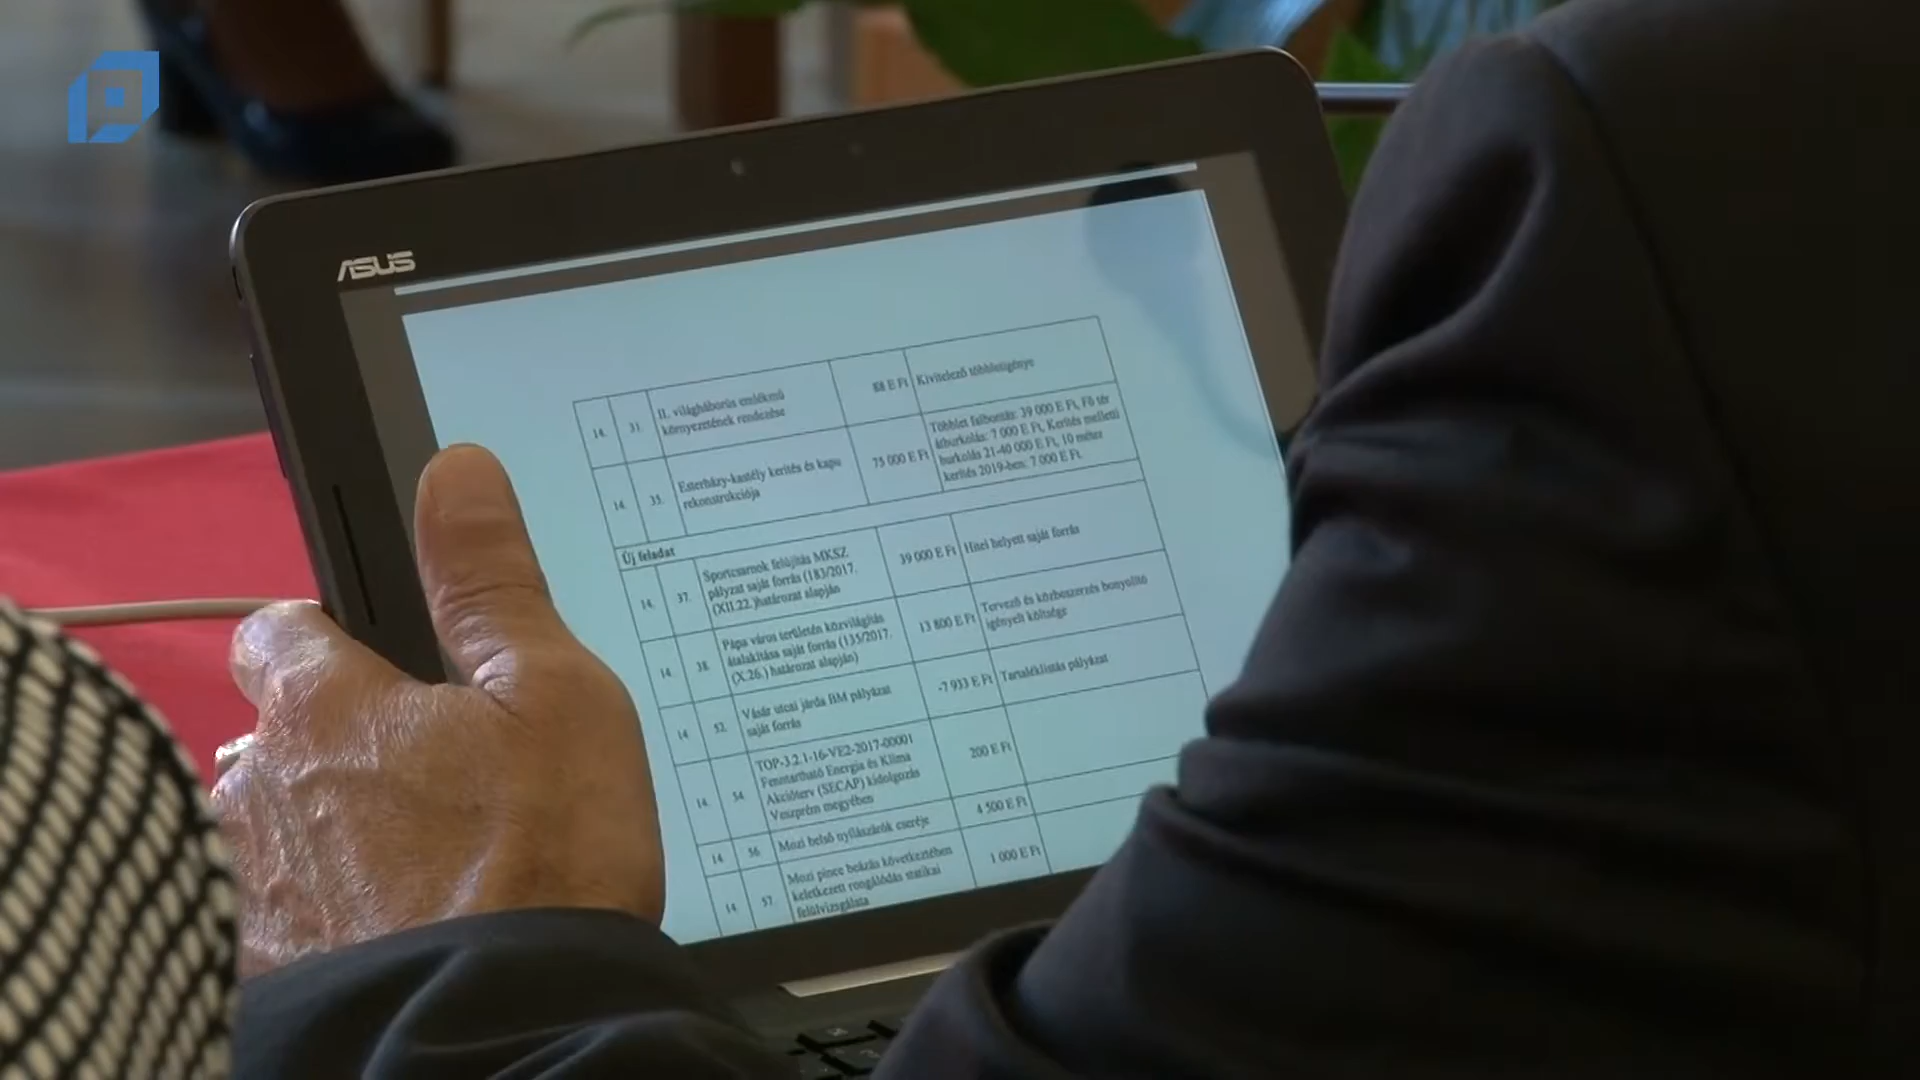 ASUS
14. 31. II. világháborús emlékmű
környezetének rendezése
88 E Ft Kivitelező többletigénye
14. 35. Esterházy-kastély kerítés és kapu
rekonstrukciója
75 000 E Ft
Többlet felbontás: 39 000 E Ft, Fő tér
átburkolás: 7 000 E Ft, Kerítés melletti
burkolás 21-40 000 E Ft, 10 méter
kerítés 2019-ben: 7 000 E Ft.
Új feladat
14. 37. Sportcsarnok felújítás MKSZ
pályzat saját forrás (183/2017.
(XII.22.)határozat alapján
39 000 E Ft Hitel helyett saját forrás
14. 38. Pápa város területén közvilágítás
átalakítása saját forrás (135/2017.
(X.26.) határozat alapján)
13 800 E Ft
Tervező és közbeszerzés bonyolító
igényelt költsége
14. 52. Vásár utcai járda BM pályázat
saját forrás
-7 933 E Ft Tartaléklistás pályázat
14. 54. TOP-3.2.1-16-VE2-2017-00001
Fenntartható Energia és Klíma
Akcióterv (SECAP) kidolgozás
Veszprém megyében
200 E Ft
14. 56. Mozi belső nyílászárók cseréje
4 500 E Ft
14. 57. Mozi pince beázás következtében
keletkezett rongálódás statikai
felülvizsgálata
1 000 E Ft